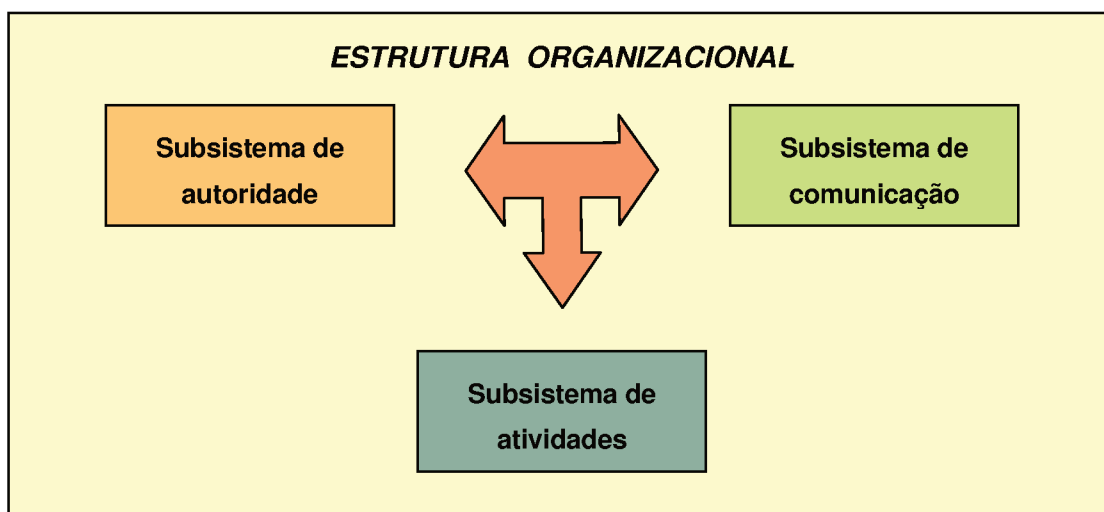 ESTRUTURA ORGANIZACIONAL
Subsistema de
autoridade
Subsistema de
comunicação
Subsistema de
atividades